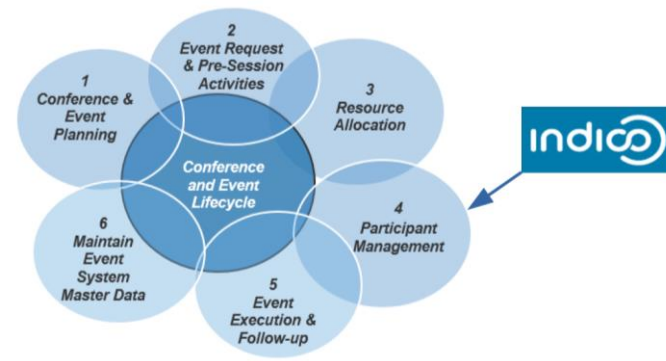 1
Conference &
Event
Planning
2
Event Request
& Pre-Session
Activities
3
Resource
Allocation
Conference
and Event
Lifecycle
4
Participant
Management
5
Event
Execution &
Follow-up
6
Maintain
Event
System
Master Data
indico